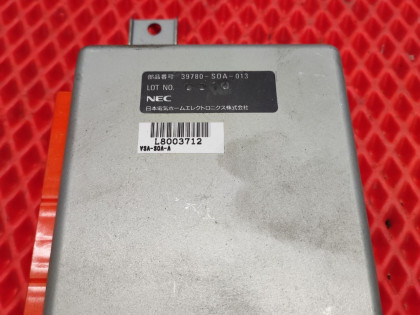 部品番号 39780-S0A-013
LOT NO.
NEC
日本電気ホームエレクトロニクス株式会社
L8003712
VSA-S0A-A